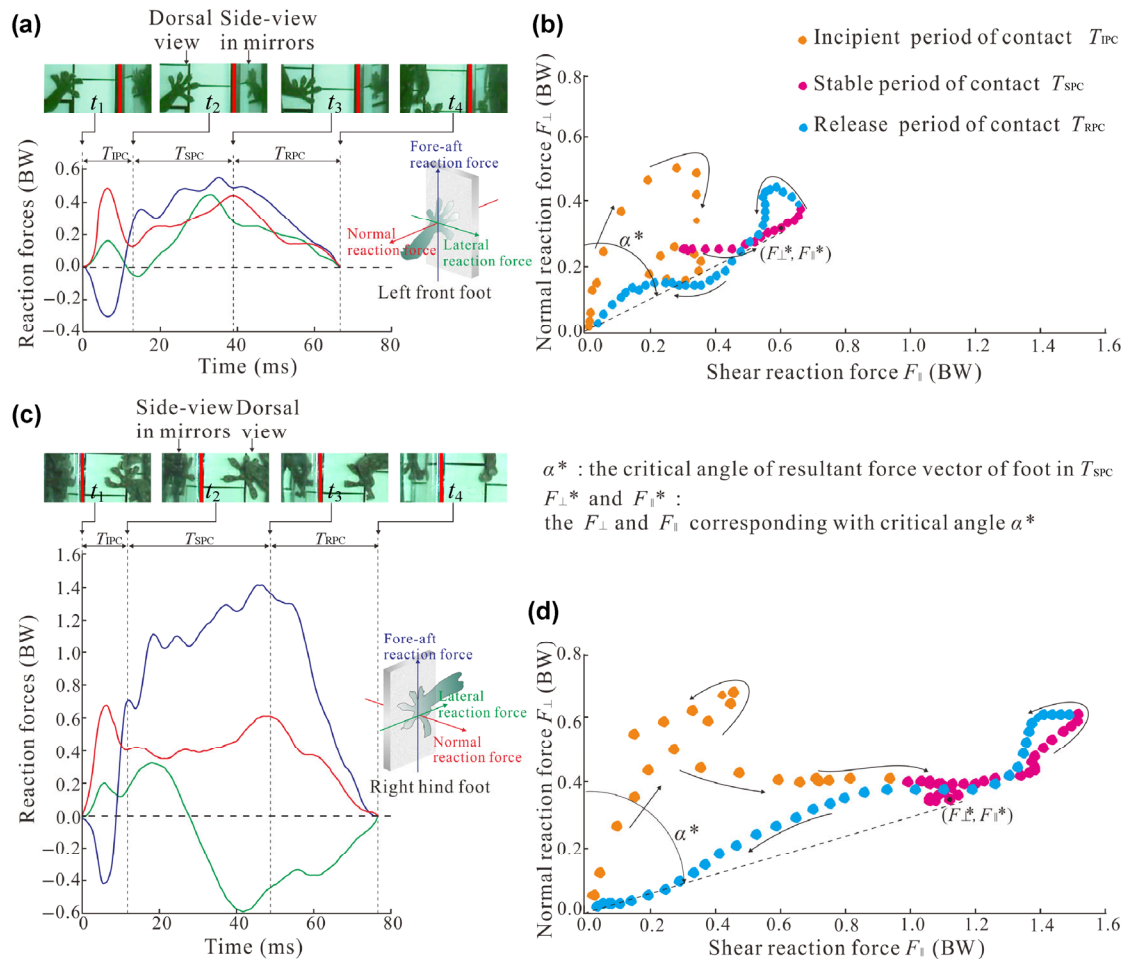 (a)
Dorsal view
Side-view in mirrors
t1
t2
t3
t4
TIPC
TSPC
TRPC
Reaction forces (BW)
0.6
0.4
0.2
0.0
−0.2
−0.4
0
20
40
60
80
Time (ms)
Fore-aft reaction force
Normal reaction force
Lateral reaction force
Left front foot
(b)
Incipient period of contact TIPC
Stable period of contact TSPC
Release period of contact TRPC
Normal reaction force F⊥ (BW)
0.8
0.6
0.4
0.2
0.0
α*
(F⊥*, F∥*)
0.0
0.2
0.4
0.6
0.8
1.0
1.2
1.4
1.6
Shear reaction force F∥ (BW)
(c)
Side-view in mirrors
Dorsal view
t1
t2
t3
t4
TIPC
TSPC
TRPC
Reaction forces (BW)
1.6
1.4
1.2
1.0
0.8
0.6
0.4
0.2
0.0
−0.2
−0.4
−0.6
0
20
40
60
80
Time (ms)
Fore-aft reaction force
Lateral reaction force
Normal reaction force
Right hind foot
α* : the critical angle of resultant force vector of foot in TSPC
F⊥* and F∥* :
the F⊥ and F∥ corresponding with critical angle α*
(d)
Normal reaction force F⊥ (BW)
0.8
0.6
0.4
0.2
0.0
α*
(F⊥*, F∥*)
0.0
0.2
0.4
0.6
0.8
1.0
1.2
1.4
1.6
Shear reaction force F∥ (BW)